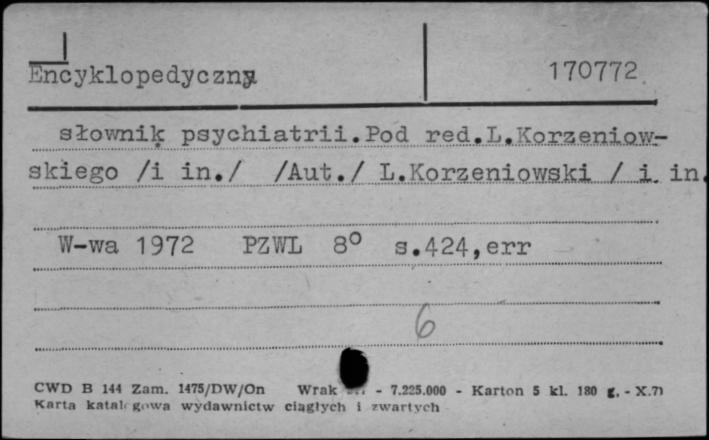 Encyklopedyczny 170772
słownik psychiatrii.Pod red.L.Korzeniow-
skiego /i in./ /Aut./ L.Korzeniowski / i in.
W-wa 1972 PZWL 8° s.424,err
6
CWD B 144 Zam. 1475/DW/On Wrak - 7.225.000 - Karton 5 kl. 180 g. - X.71
Karta katalogowa wydawnictw ciągłych i zwartych